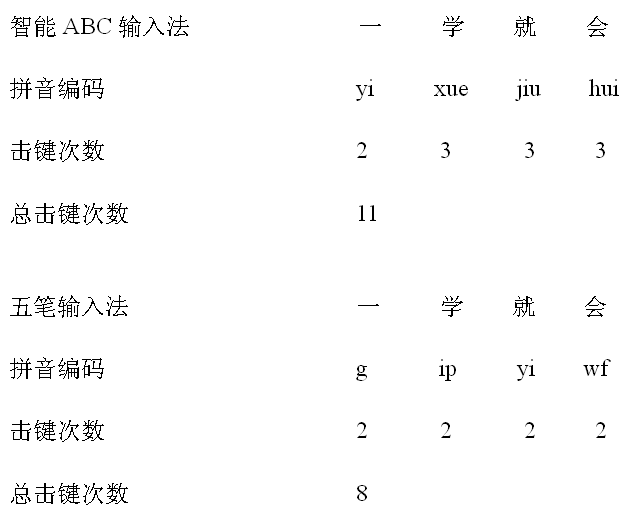 智能ABC输入法 一 学 就 会
拼音编码 yi xue jiu hui
击键次数 2 3 3 3
总击键次数 11
五笔输入法 一 学 就 会
拼音编码 g ip yi wf
击键次数 2 2 2 2
总击键次数 8